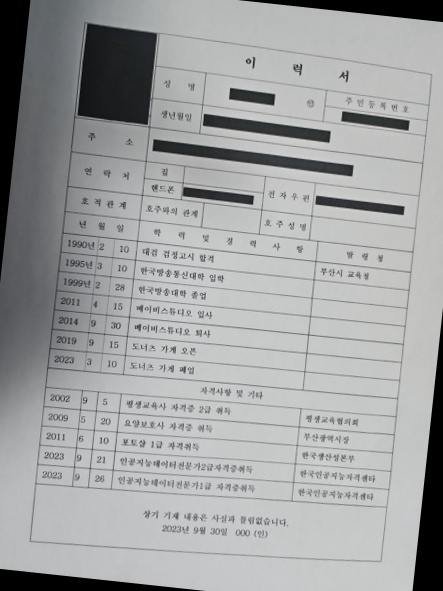 이 력 서
성 명 ㊞ 주 민 등 록 번 호
생년월일
주 소
연 락 처 집 전 자 우 편
핸드폰
호 적 관 계 호주와의 관계 호 주 성 명
년 월 일 학 력 및 경 력 사 항 발 령 청
1990년 2 10 대검 검정고시 합격 부산시 교육청
1995년 3 10 한국방송통신대학 입학
1999년 2 28 한국방송대학 졸업
2011 4 15 베이비스튜디오 입사
2014 9 30 베이비스튜디오 퇴사
2019 9 15 도너츠 가게 오픈
2023 3 10 도너츠 가게 폐업
자격사항 및 기타
2002 9 5 평생교육사 자격증 2급 취득 평생교육협의회
2009 5 20 요양보호사 자격증 취득 부산광역시장
2011 6 10 포토샵 1급 자격취득 한국생산성본부
2023 9 21 인공지능데이터전문가2급자격증취득 한국인공지능자격센타
2023 9 26 인공지능데이터전문가1급 자격증취득 한국인공지능자격센타
상기 기재 내용은 사실과 틀림없습니다.
2023년 9월 30일 000 (인)